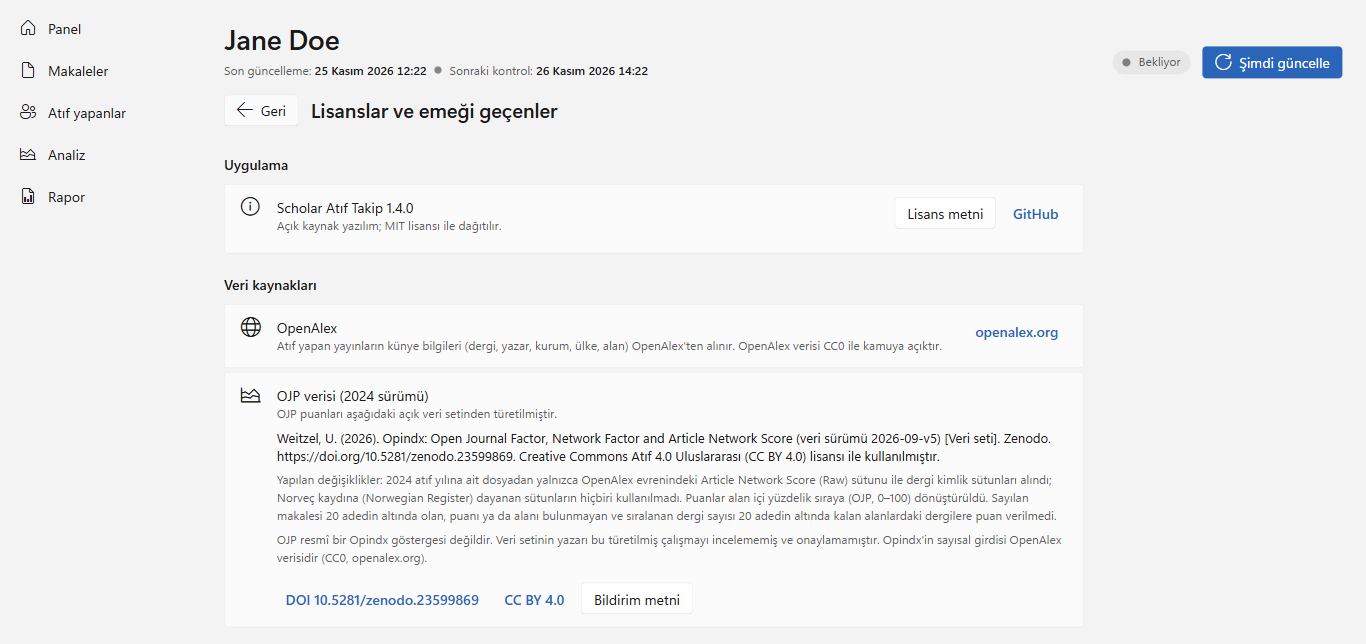 Panel
Makaleler
Atıf yapanlar
Analiz
Rapor
Jane Doe
Son güncelleme: 25 Kasım 2026 12:22 ● Sonraki kontrol: 26 Kasım 2026 14:22
Bekliyor
Şimdi güncelle
Geri
Lisanslar ve emeği geçenler
Uygulama
Scholar Atıf Takip 1.4.0
Açık kaynak yazılım; MIT lisansı ile dağıtılır.
Lisans metni
GitHub
Veri kaynakları
OpenAlex
Atıf yapan yayınların künye bilgileri (dergi, yazar, kurum, ülke, alan) OpenAlex'ten alınır. OpenAlex verisi CC0 ile kamuya açıktır.
openalex.org
OJP verisi (2024 sürümü)
OJP puanları aşağıdaki açık veri setinden türetilmiştir.
Weitzel, U. (2026). Opindx: Open Journal Factor, Network Factor and Article Network Score (veri sürümü 2026-09-v5) [Veri seti]. Zenodo.
https://doi.org/10.5281/zenodo.23599869. Creative Commons Atıf 4.0 Uluslararası (CC BY 4.0) lisansı ile kullanılmıştır.
Yapılan değişiklikler: 2024 atıf yılına ait dosyadan yalnızca OpenAlex evrenindeki Article Network Score (Raw) sütunu ile dergi kimlik sütunları alındı;
Norveç kaydına (Norwegian Register) dayanan sütunların hiçbiri kullanılmadı. Puanlar alan içi yüzdelik sıraya (OJP, 0–100) dönüştürüldü. Sayılan
makalesi 20 adedin altında olan, puanı ya da alanı bulunmayan ve sıralanan dergi sayısı 20 adedin altında kalan alanlardaki dergilere puan verilmedi.
OJP resmî bir Opindx göstergesi değildir. Veri setinin yazarı bu türetilmiş çalışmayı incelememiş ve onaylamamıştır. Opindx'in sayısal girdisi OpenAlex
verisidir (CC0, openalex.org).
DOI 10.5281/zenodo.23599869
CC BY 4.0
Bildirim metni